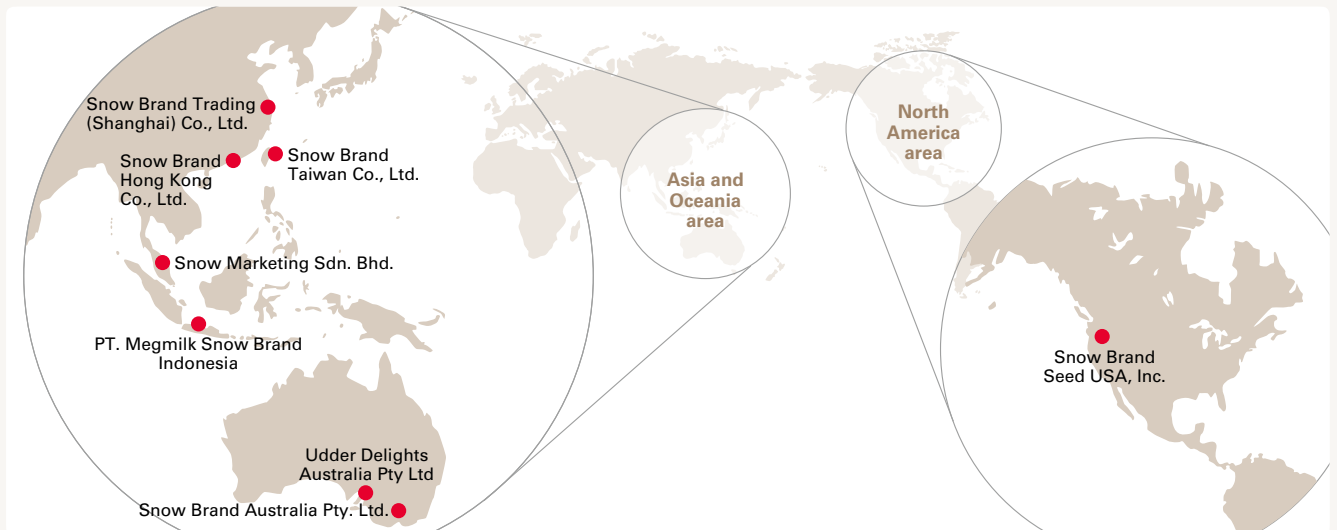 Snow Brand Trading
(Shanghai) Co., Ltd.
Snow Brand
Hong Kong
Co., Ltd.
Snow Brand
Taiwan Co., Ltd.
Snow Marketing Sdn. Bhd.
PT. Megmilk Snow Brand
Indonesia
Udder Delights
Australia Pty Ltd
Snow Brand Australia Pty. Ltd.
Asia and
Oceania
area
North
America
area
Snow Brand
Seed USA, Inc.